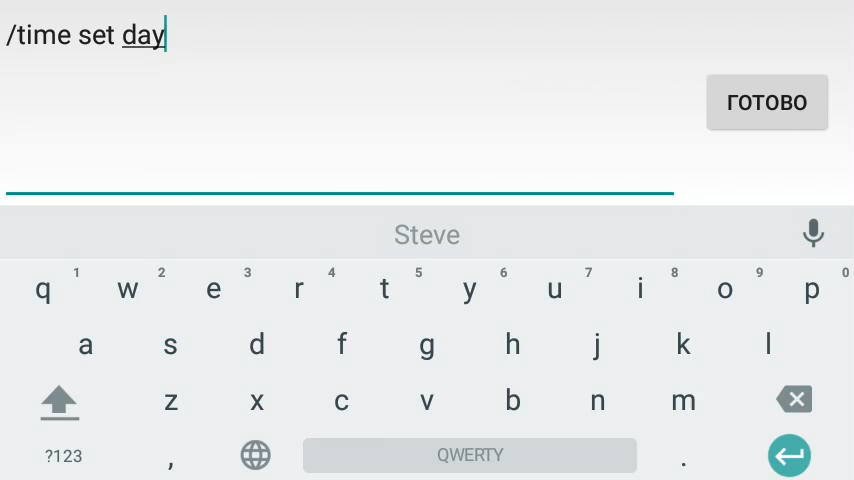 /time set day
ГОТОВО
Steve
q 1 w 2 e 3 r 4 t 5 y 6 u 7 i 8 o 9 p 0
a s d f g h j k l
z x c v b n m
?123 , QWERTY .